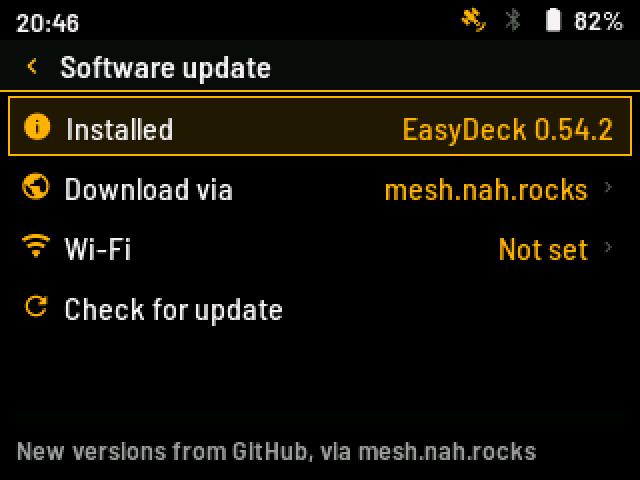 20:46 82%
Software update
Installed EasyDeck 0.54.2
Download via mesh.nah.rocks
Wi-Fi Not set
Check for update
New versions from GitHub, via mesh.nah.rocks